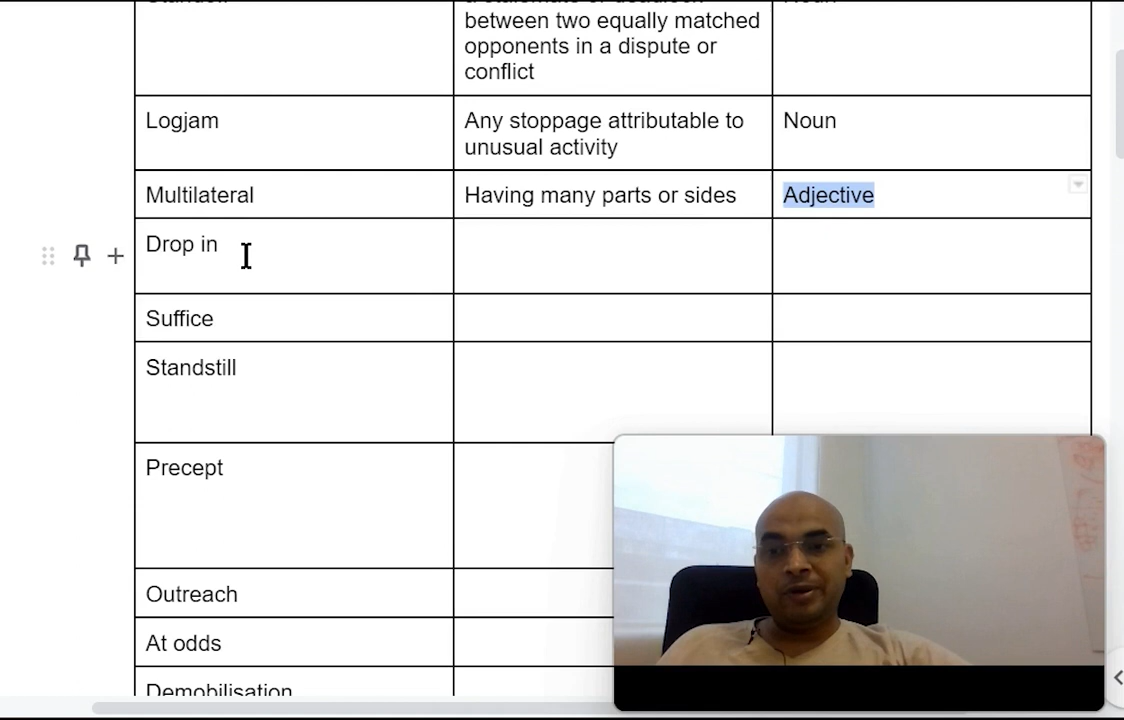 between two equally matched
opponents in a dispute or
conflict
Logjam
Any stoppage attributable to
unusual activity
Noun
Multilateral
Having many parts or sides
Adjective
Drop in
Suffice
Standstill
Precept
Outreach
At odds
Demobilisation